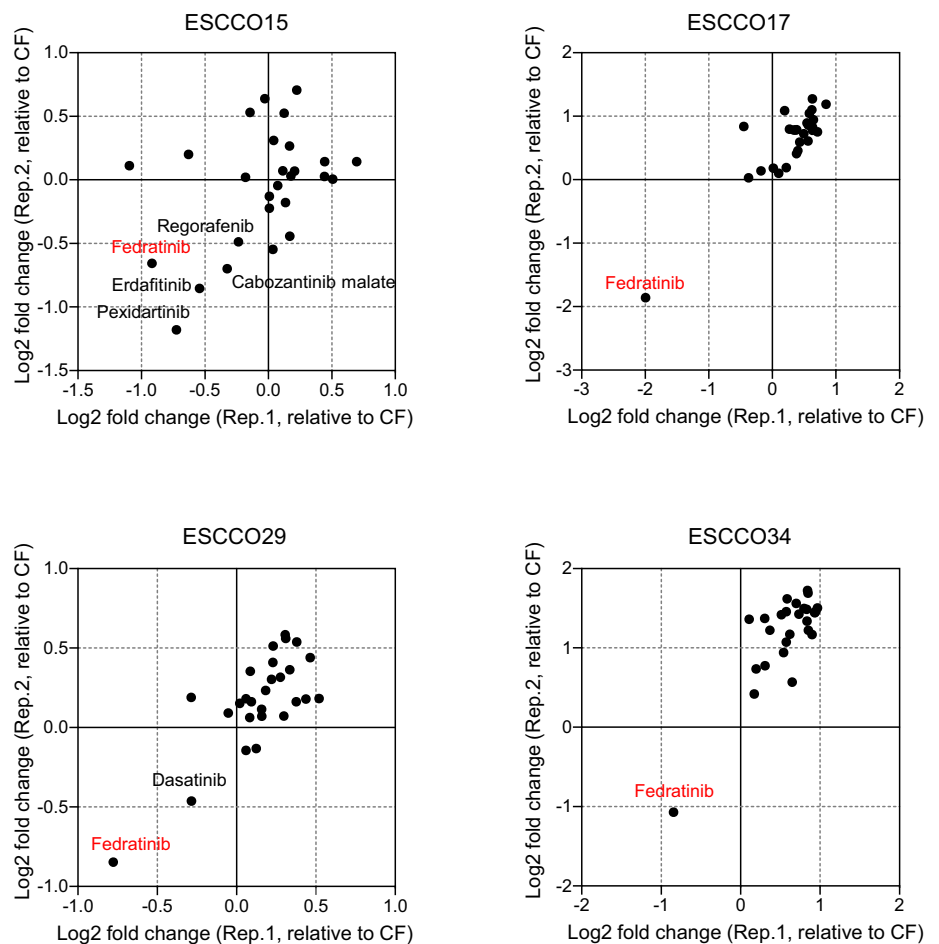 ESCCO15
Log2 fold change (Rep.2, relative to CF)
1.0
0.5
0.0
-0.5
-1.0
-1.5
Regorafenib
Fedratinib
Cabozantinib malate
Erdafitinib
Pexidartinib
-1.5 -1.0 -0.5 0.0 0.5 1.0
Log2 fold change (Rep.1, relative to CF)
ESCCO17
Log2 fold change (Rep.2, relative to CF)
2
1
0
-1
-2
-3
Fedratinib
-3 -2 -1 0 1 2
Log2 fold change (Rep.1, relative to CF)
ESCCO29
Log2 fold change (Rep.2, relative to CF)
1.0
0.5
0.0
-0.5
-1.0
Dasatinib
Fedratinib
-1.0 -0.5 0.0 0.5 1.0
Log2 fold change (Rep.1, relative to CF)
ESCCO34
Log2 fold change (Rep.2, relative to CF)
2
1
0
-1
-2
Fedratinib
-2 -1 0 1 2
Log2 fold change (Rep.1, relative to CF)